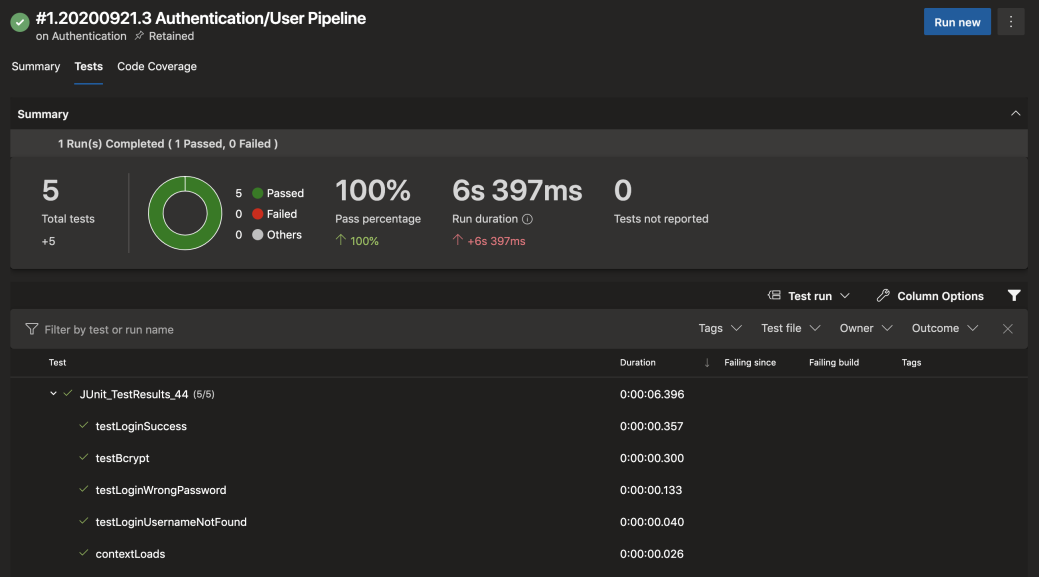 #1.20200921.3 Authentication/User Pipeline
on Authentication Retained
Run new
Summary Tests Code Coverage
Summary
1 Run(s) Completed ( 1 Passed, 0 Failed )
5
Total tests
+5
5 Passed
0 Failed
0 Others
100%
Pass percentage
100%
6s 397ms
Run duration
+6s 397ms
0
Tests not reported
Test run Column Options
Filter by test or run name Tags Test file Owner Outcome
Test Duration Failing since Failing build Tags
JUnit_TestResults_44 (5/5) 0:00:06.396
testLoginSuccess 0:00:00.357
testBcrypt 0:00:00.300
testLoginWrongPassword 0:00:00.133
testLoginUsernameNotFound 0:00:00.040
contextLoads 0:00:00.026